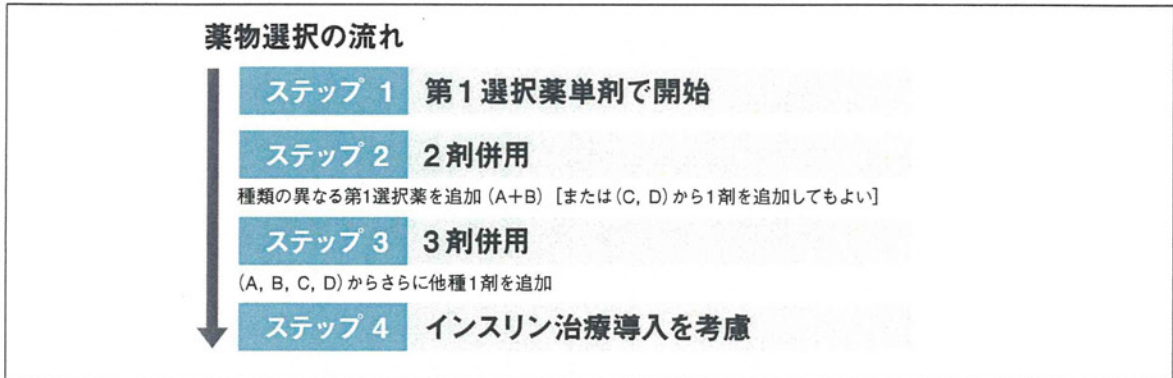 薬物選択の流れ
ステップ 1 第1選択薬単剤で開始
ステップ 2 2剤併用
種類の異なる第1選択薬を追加(A+B)[または(C, D)から1剤を追加してもよい]
ステップ 3 3剤併用
(A, B, C, D)からさらに他種1剤を追加
ステップ 4 インスリン治療導入を考慮